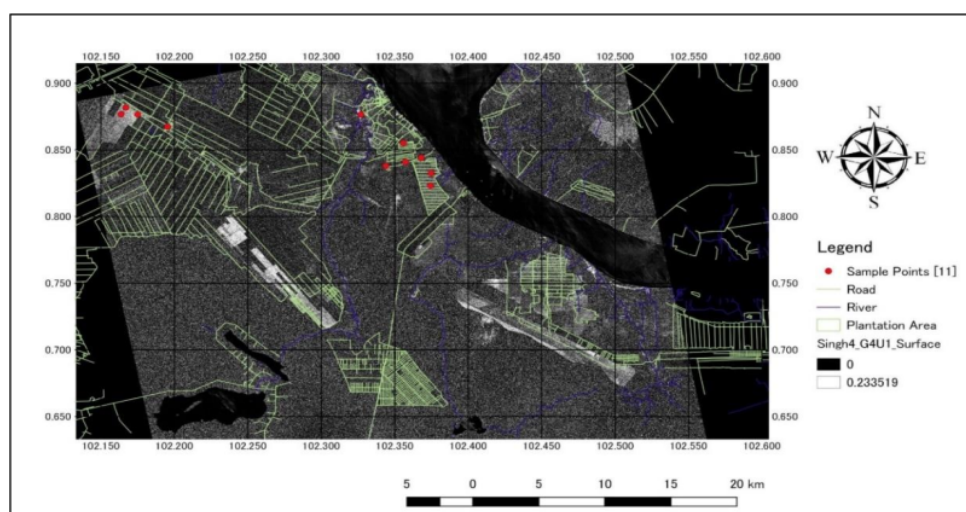 102.150 102.200 102.250 102.300 102.350 102.400 102.450 102.500 102.550 102.600
0.900 0.900
0.850 0.850
0.800 0.800
0.750 0.750
0.700 0.700
0.650 0.650
102.150 102.200 102.250 102.300 102.350 102.400 102.450 102.500 102.550 102.600
N
W E
S
Legend
Sample Points [11]
Road
River
Plantation Area
Singh4_G4U1_Surface
0
0.233519
5 0 5 10 15 20 km